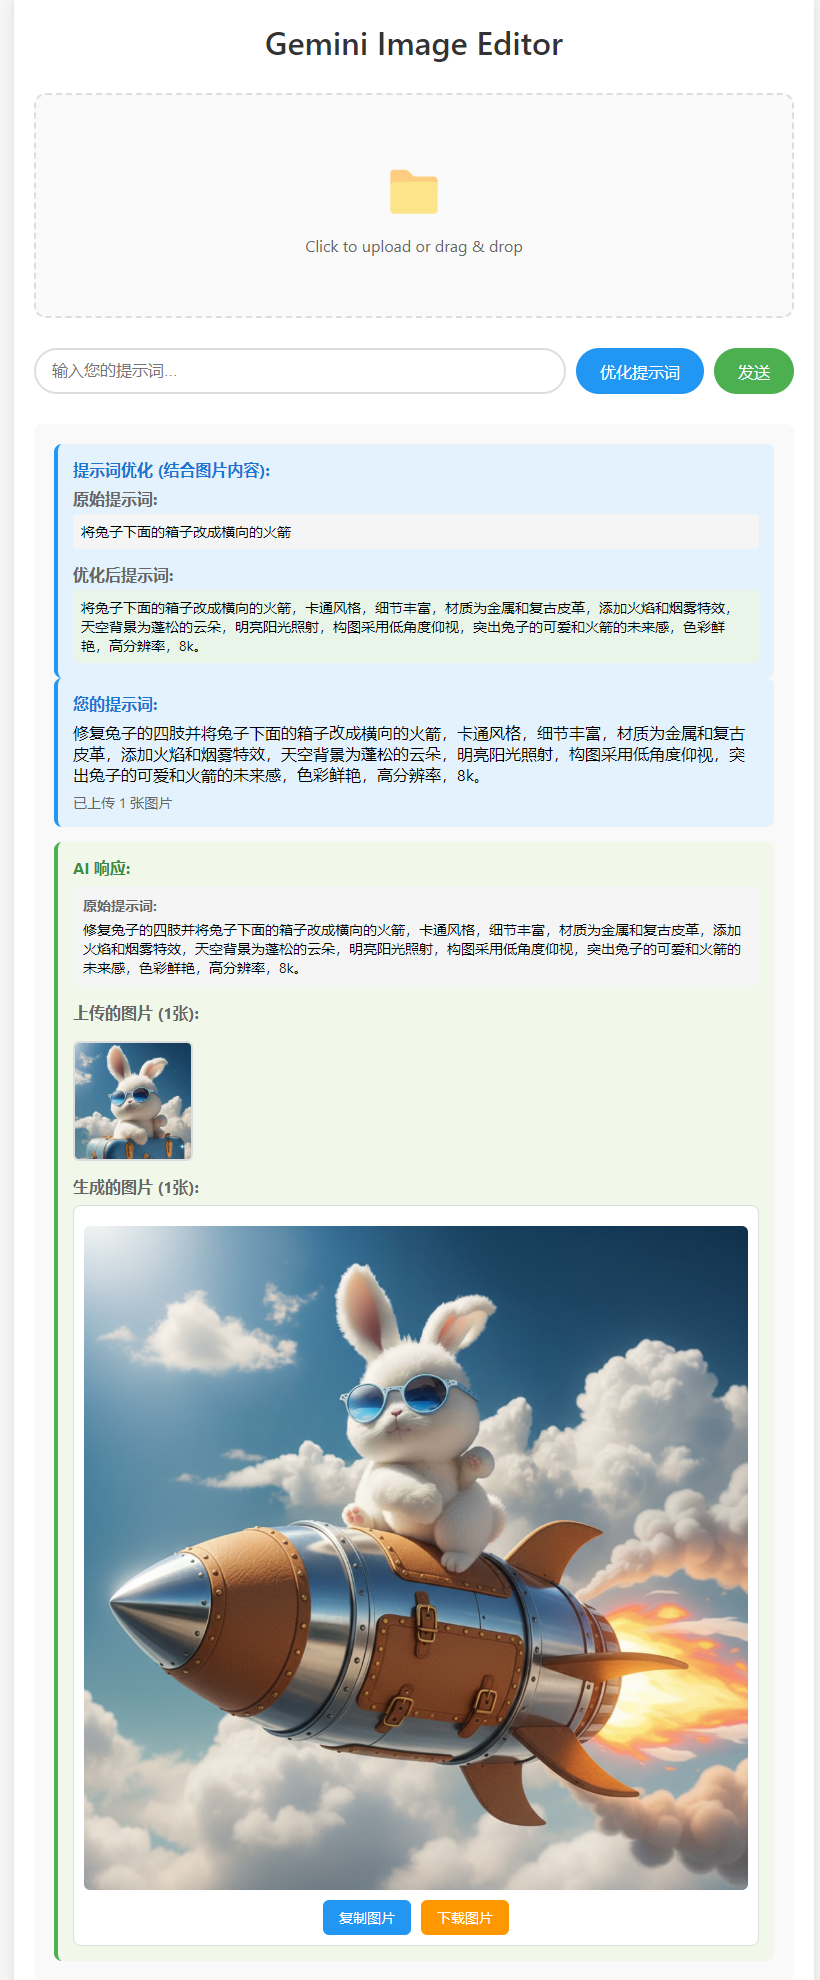 Gemini Image Editor
Click to upload or drag & drop
输入您的提示词...
优化提示词
发送
提示词优化 (结合图片内容):
原始提示词:
将兔子下面的箱子改成横向的火箭
优化后提示词:
将兔子下面的箱子改成横向的火箭，卡通风格，细节丰富，材质为金属和复古皮革，添加火焰和烟雾特效，
天空背景为蓬松的云朵，明亮阳光照射，构图采用低角度仰视，突出兔子的可爱和火箭的未来感，色彩鲜
艳，高分辨率，8k。
您的提示词:
修复兔子的四肢并将兔子下面的箱子改成横向的火箭，卡通风格，细节丰富，材质为金属和复古
皮革，添加火焰和烟雾特效，天空背景为蓬松的云朵，明亮阳光照射，构图采用低角度仰视，突
出兔子的可爱和火箭的未来感，色彩鲜艳，高分辨率，8k。
已上传 1 张图片
AI 响应:
原始提示词:
修复兔子的四肢并将兔子下面的箱子改成横向的火箭，卡通风格，细节丰富，材质为金属和复古皮革，添加
火焰和烟雾特效，天空背景为蓬松的云朵，明亮阳光照射，构图采用低角度仰视，突出兔子的可爱和火箭的
未来感，色彩鲜艳，高分辨率，8k。
上传的图片 (1张):
生成的图片 (1张):
复制图片
下载图片